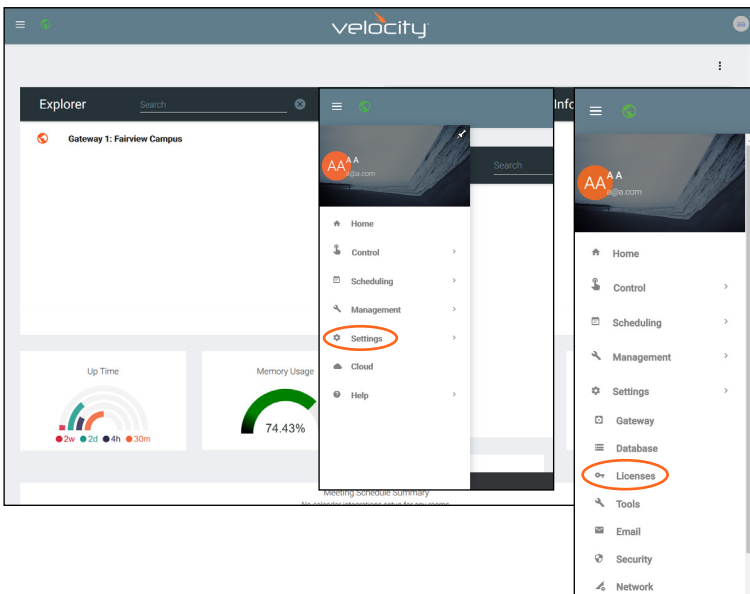 velocity
aa
Explorer
Search
Gateway 1: Fairview Campus
Up Time
2w
2d
4h
30m
Memory Usage
74.43%
Meeting Schedule Summary
AA
A A
a@a.com
Search
Home
Control
Scheduling
Management
Settings
Cloud
Help
Info
AA
A A
a@a.com
Home
Control
Scheduling
Management
Settings
Gateway
Database
Licenses
Tools
Email
Security
Network